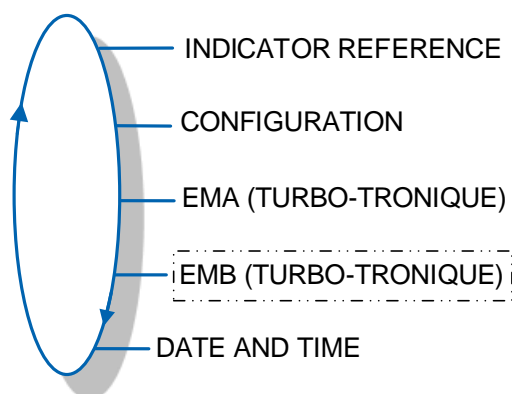 INDICATOR REFERENCE
CONFIGURATION
EMA (TURBO-TRONIQUE)
EMB (TURBO-TRONIQUE)
DATE AND TIME